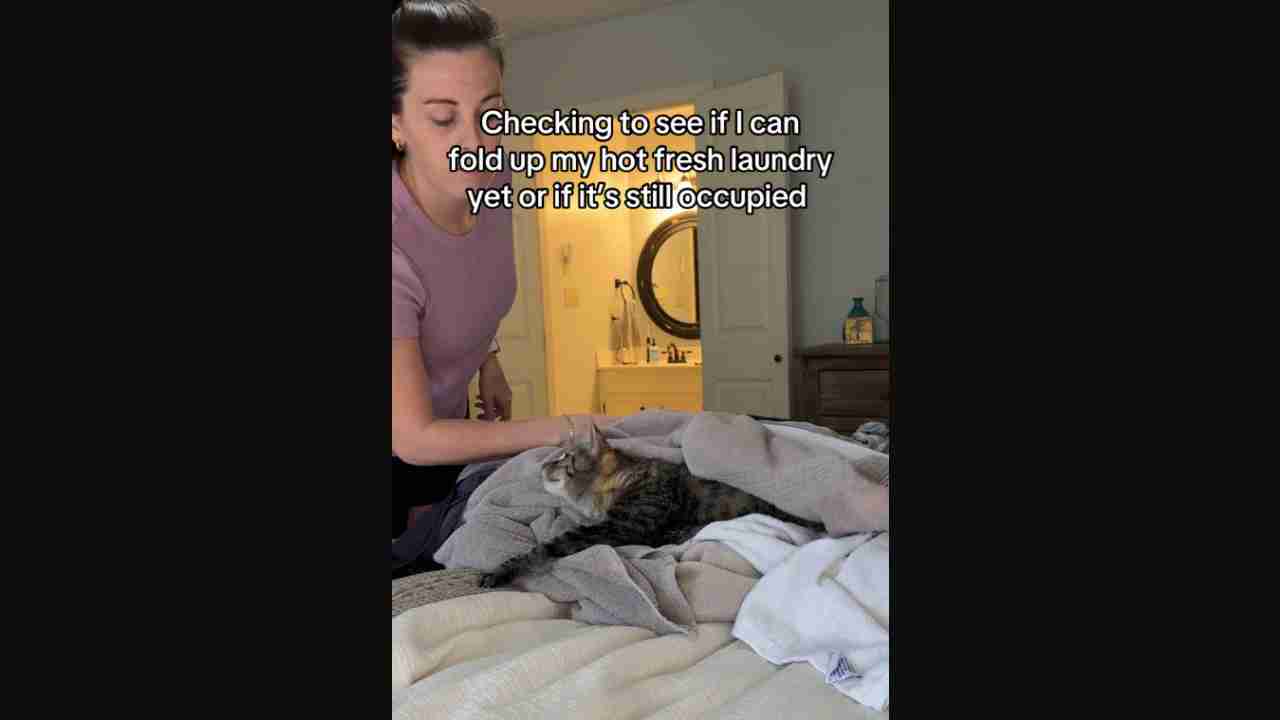 Checking to see if I can
fold up my hot fresh laundry
yet or if it's still occupied